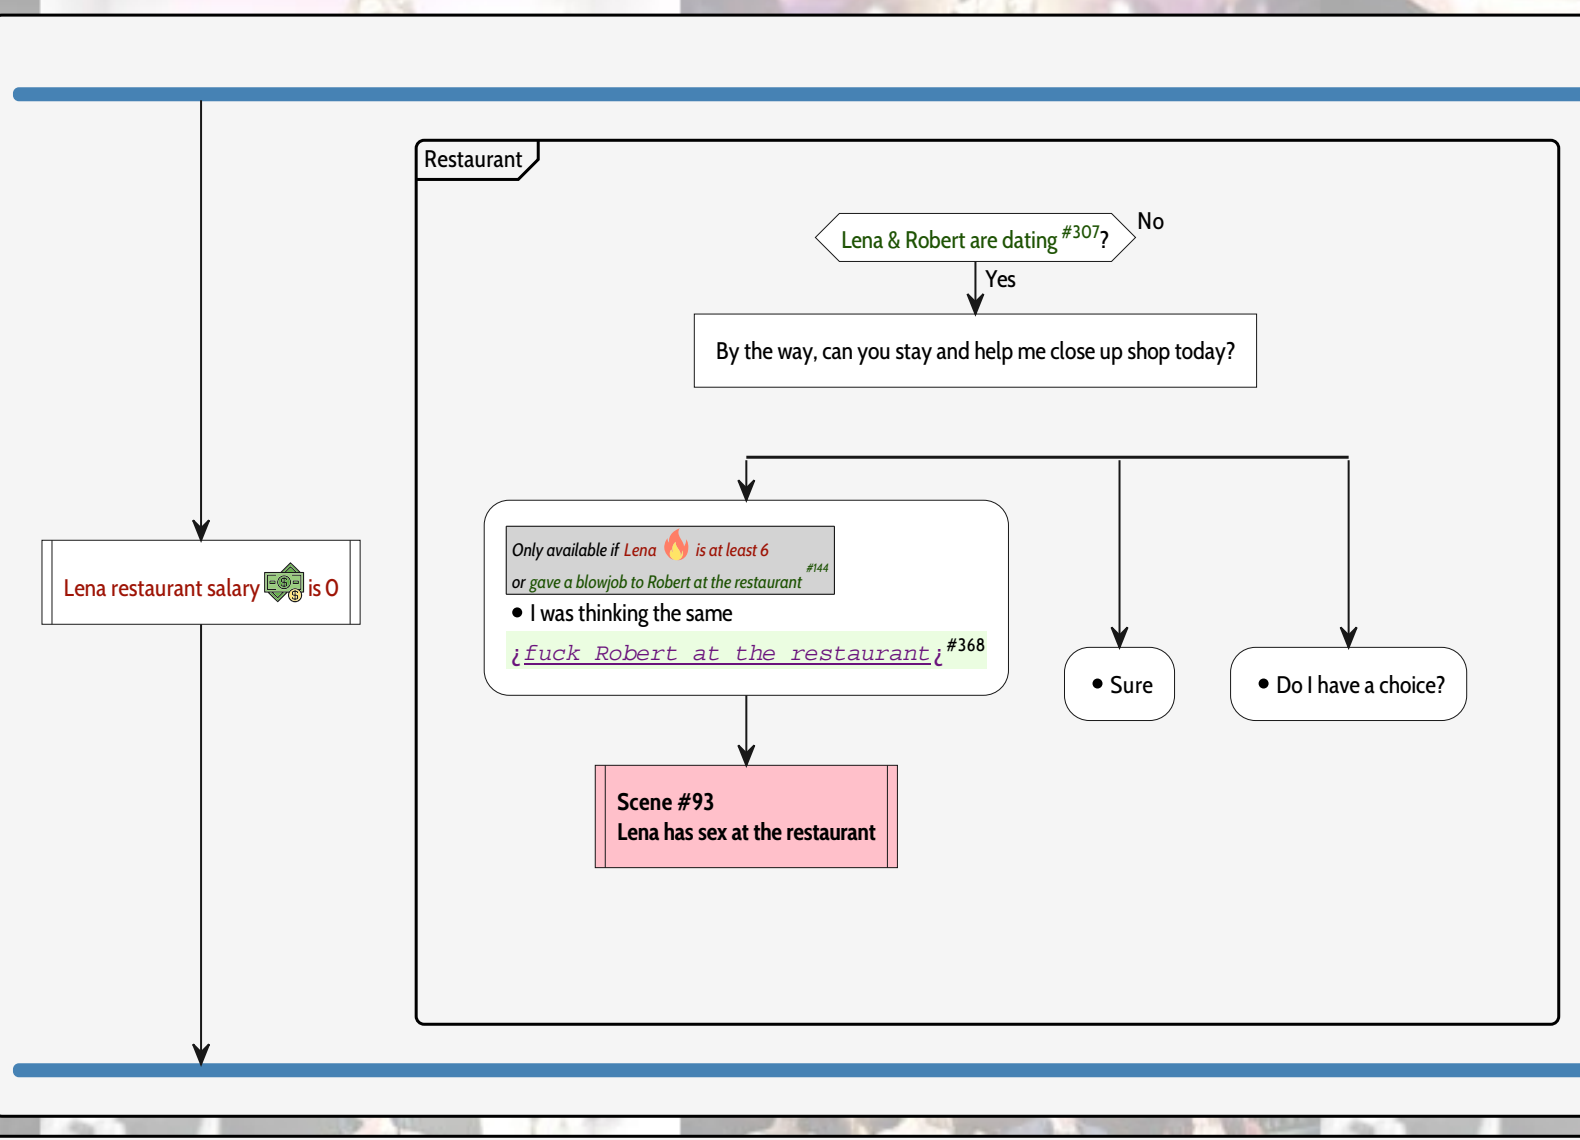 Restaurant
Lena & Robert are dating #307?
No
Yes
By the way, can you stay and help me close up shop today?
Only available if Lena 🔥 is at least 6
or gave a blowjob to Robert at the restaurant #144
• I was thinking the same
¿fuck Robert at the restaurant¿ #368
• Sure
• Do I have a choice?
Scene #93
Lena has sex at the restaurant
Lena restaurant salary is 0